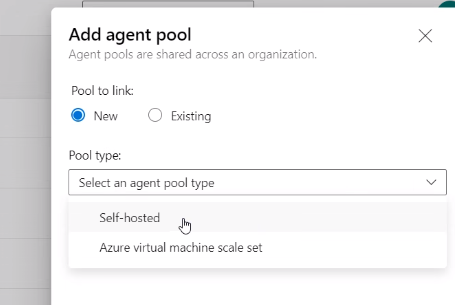 Add agent pool
Agent pools are shared across an organization.
Pool to link:
New Existing
Pool type:
Select an agent pool type
Self-hosted
Azure virtual machine scale set